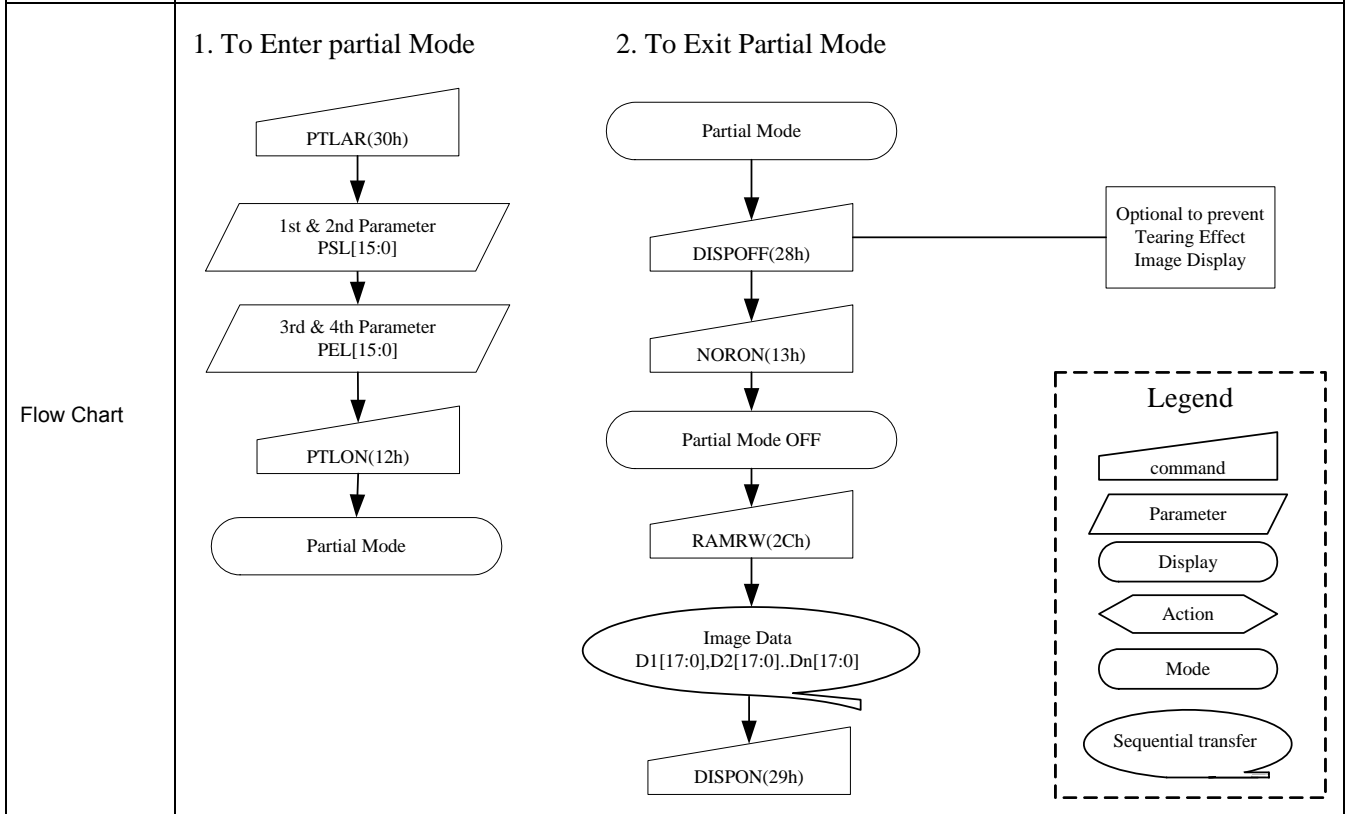 Flow Chart
1. To Enter partial Mode
PTLAR(30h)
1st & 2nd Parameter
PSL[15:0]
3rd & 4th Parameter
PEL[15:0]
PTLON(12h)
Partial Mode
2. To Exit Partial Mode
Partial Mode
DISPOFF(28h)
Optional to prevent
Tearing Effect
Image Display
NORON(13h)
Partial Mode OFF
RAMRW(2Ch)
Image Data
D1[17:0],D2[17:0]..Dn[17:0]
DISPON(29h)
Legend
command
Parameter
Display
Action
Mode
Sequential transfer